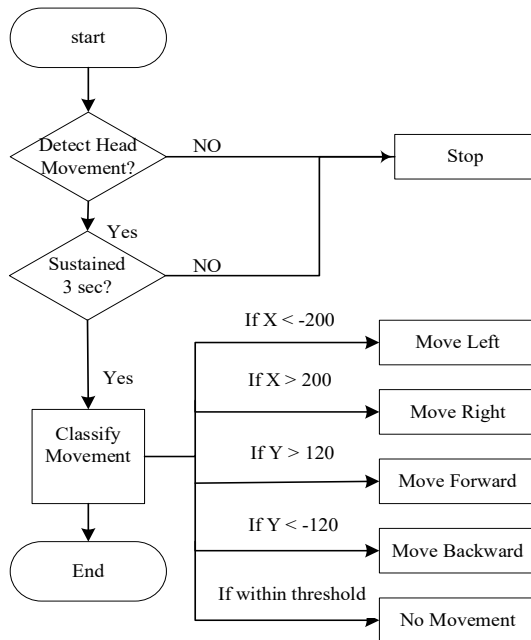 start
Detect Head
Movement?
NO
Stop
Yes
Sustained
3 sec?
NO
Yes
If X < -200
Move Left
If X > 200
Move Right
Classify
Movement
If Y > 120
Move Forward
If Y < -120
Move Backward
End
If within threshold
No Movement